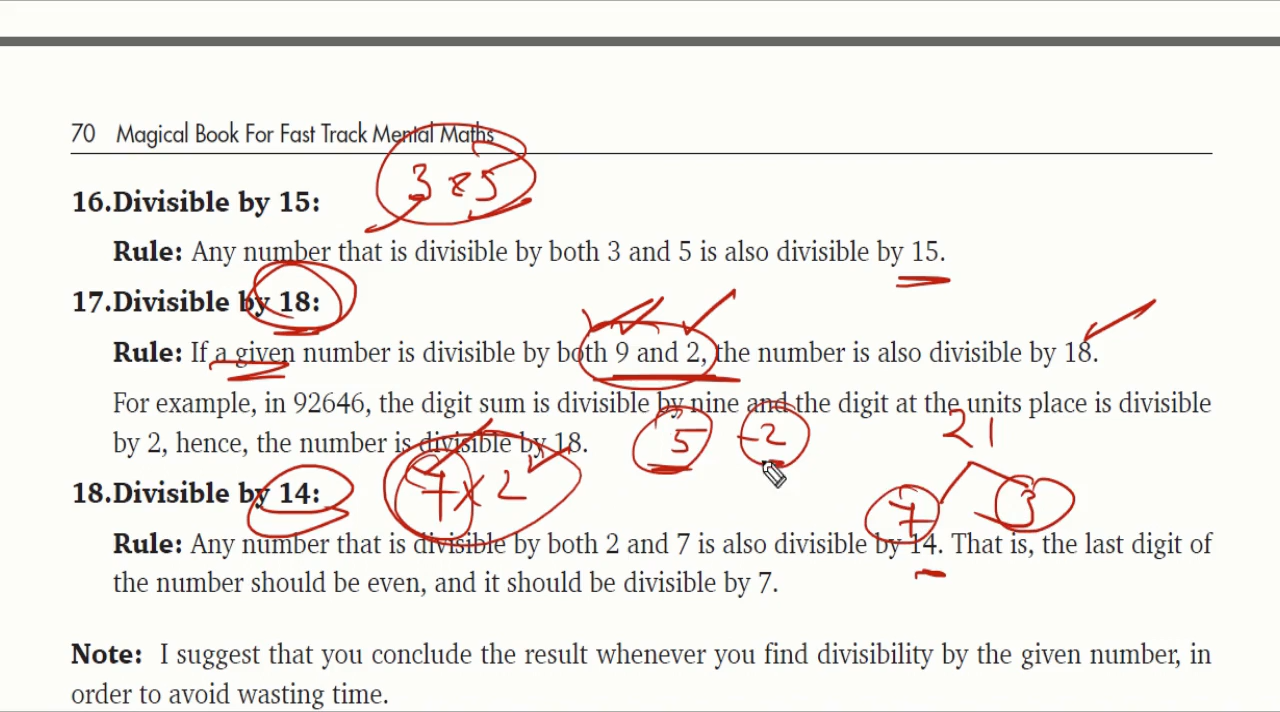 70 Magical Book For Fast Track Mental Maths
3 × 5
16.Divisible by 15:
Rule: Any number that is divisible by both 3 and 5 is also divisible by 15.
17.Divisible by 18:
Rule: If a given number is divisible by both 9 and 2, the number is also divisible by 18.
For example, in 92646, the digit sum is divisible by nine and the digit at the units place is divisible
by 2, hence, the number is divisible by 18.
5 -2 21
18.Divisible by 14:
7 × 2
7 3
Rule: Any number that is divisible by both 2 and 7 is also divisible by 14. That is, the last digit of
the number should be even, and it should be divisible by 7.
Note: I suggest that you conclude the result whenever you find divisibility by the given number, in
order to avoid wasting time.